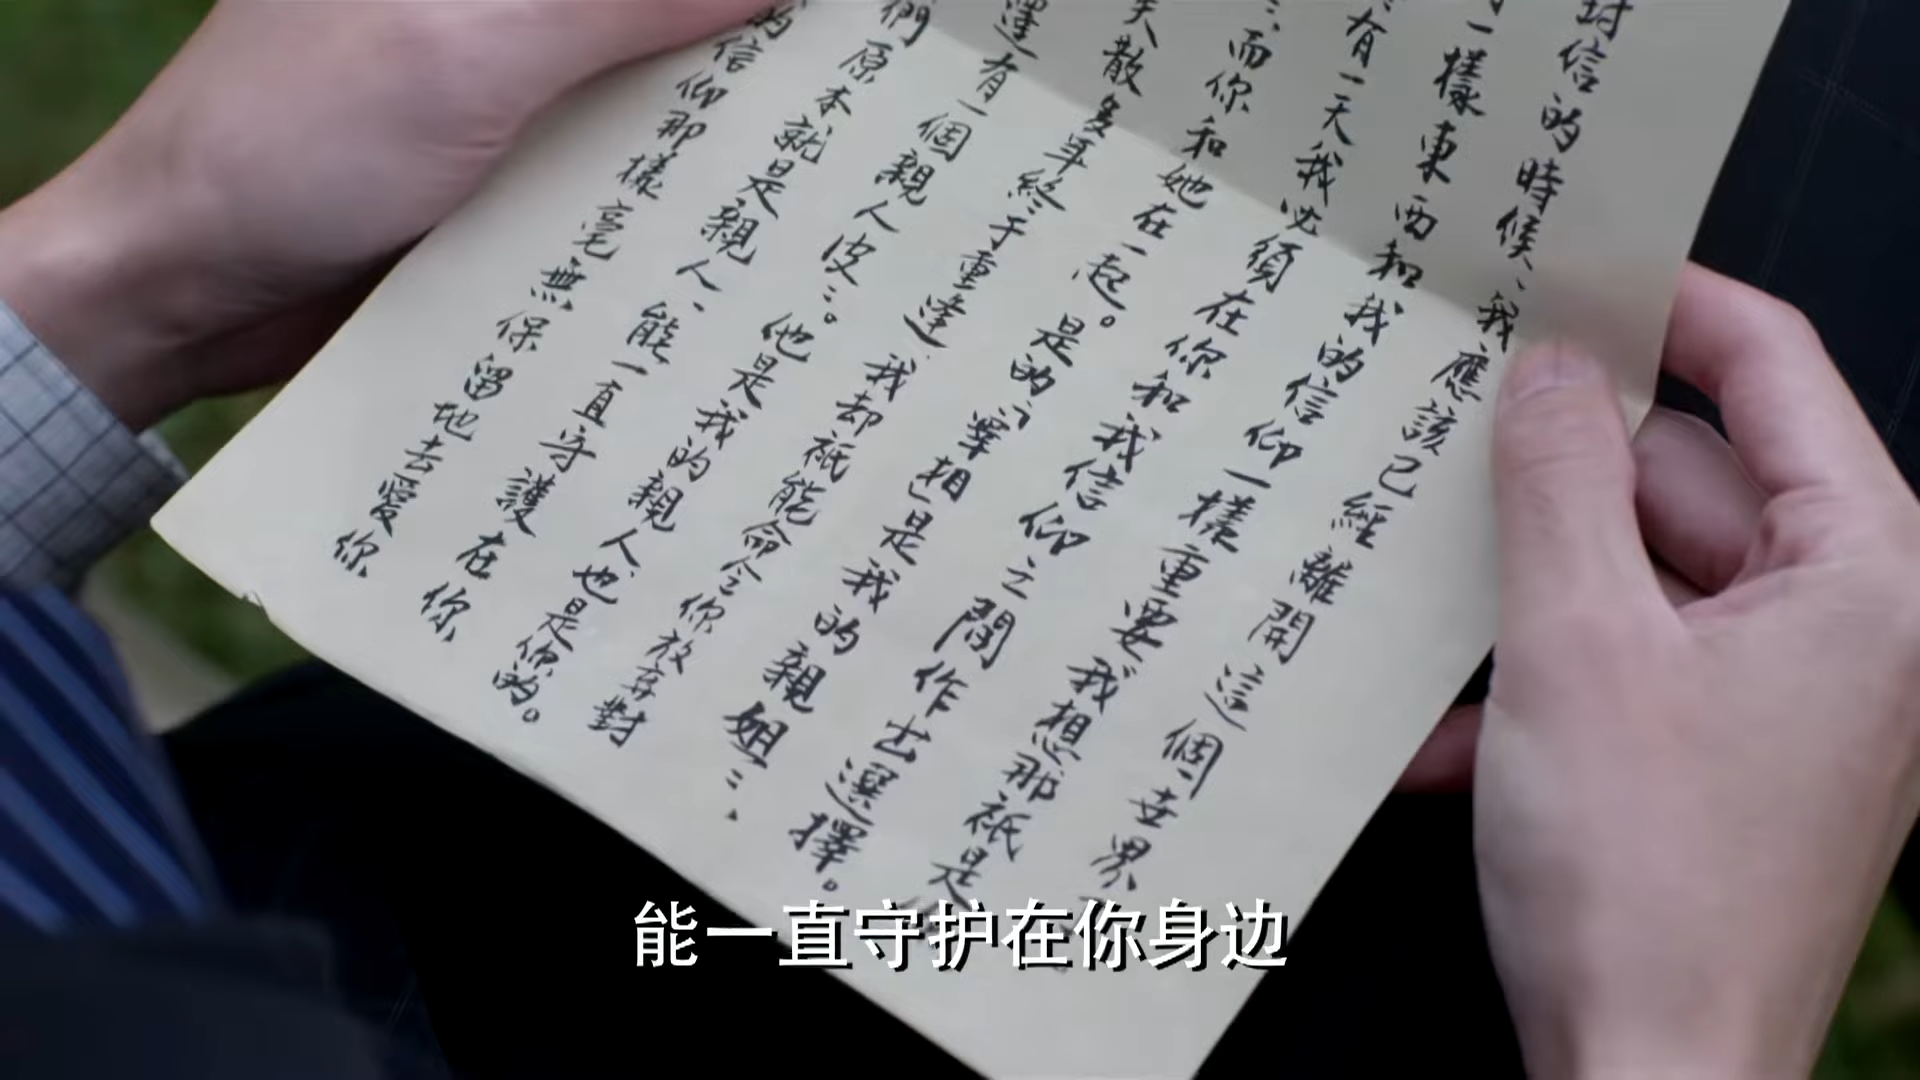 封信的時候、我應該已經離開這個世界、
一樣東西和我的信仰一樣重要我想那祇是
有一天我必須在你和我信仰之間作出選擇。
而你和她在一起。是的「宰相」是我的親姐…、
失散多年終于重逢、我却祇能命令你放弃對
還有一個親人皮三。他是我的親人、也是你的。
們原本就是親人、能一直守護在你、
的信仰那樣毫無保留地去愛你、
能一直守护在你身边